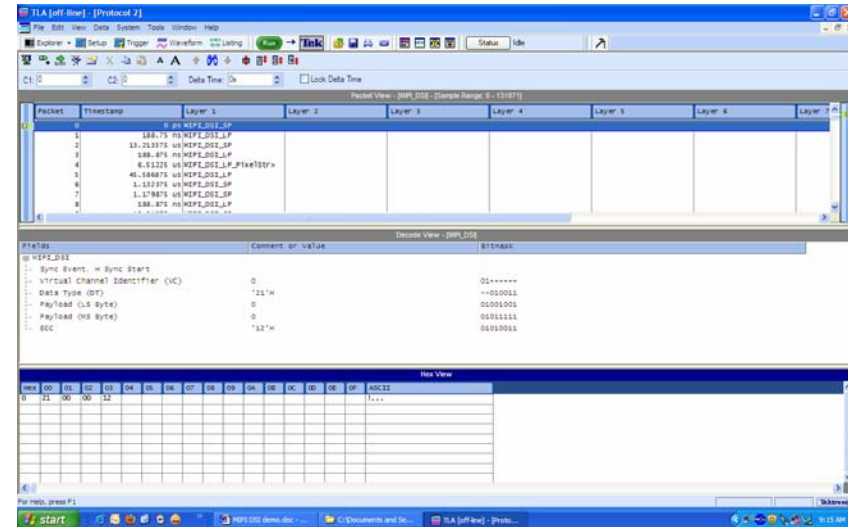 TLA [off-line] - [Protocol 2]
File Edit View Data System Tools Window Help
Explorer Setup Trigger Waveform Listing Run Tek Status Idle
C1: 0 C2: 0 Delta Time: 0s Lock Delta Time
Packet View - [MIPI_DSI] - [Sample Range: 0 - 131071]
Packet Timestamp Layer 1 Layer 2 Layer 3 Layer 4 Layer 5 Layer 6 Layer 7
0 0 ps MIPI_DSI_SP
1 188.75 ns MIPI_DSI_LP
2 13.213375 us MIPI_DSI_SP
3 188.875 ns MIPI_DSI_LP
4 6.51225 us MIPI_DSI_LP_PixelStr>
5 45.586875 us MIPI_DSI_LP
6 1.132375 us MIPI_DSI_SP
7 1.179875 us MIPI_DSI_SP
8 188.875 ns MIPI_DSI_LP
Decode View - [MIPI_DSI]
Fields Comment or Value Bitmask
MIPI_DSI
Sync Event. H Sync Start
Virtual Channel Identifier (VC) 0 01------
Data Type (DT) '21'H --010011
Payload (LS Byte) 0 01001001
Payload (MS Byte) 0 01011111
ECC '12'H 01010011
Hex View
Hex 00 01 02 03 04 05 06 07 08 09 0A 0B 0C 0D 0E 0F ASCII
0 21 00 00 12 !...
For Help, press F1
Tektronix
start MIPI DSI demo.doc - ... C:\Documents and Se... TLA [off-line] - [Proto... 9:15 AM